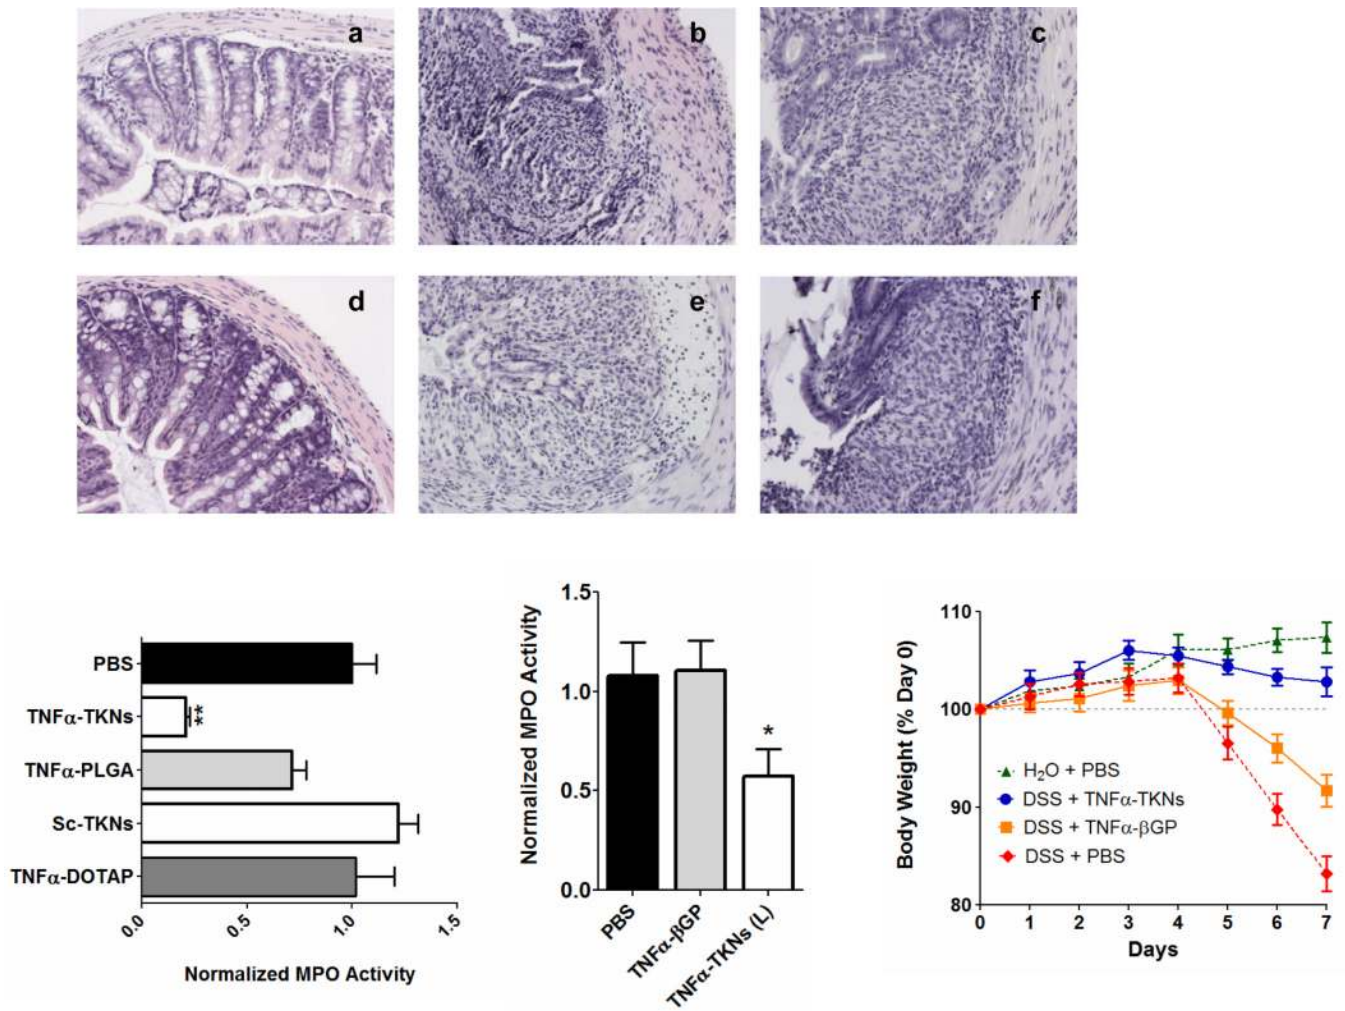 a
b
c
d
e
f
PBS
TNFα-TKNs
**
TNFα-PLGA
Sc-TKNs
TNFα-DOTAP
0.0
0.5
1.0
1.5
Normalized MPO Activity
Normalized MPO Activity
1.5
1.0
0.5
0.0
*
PBS
TNFα-βGP
TNFα-TKNs (L)
Body Weight (% Day 0)
110
100
90
80
H₂O + PBS
DSS + TNFα-TKNs
DSS + TNFα-βGP
DSS + PBS
0 1 2 3 4 5 6 7
Days